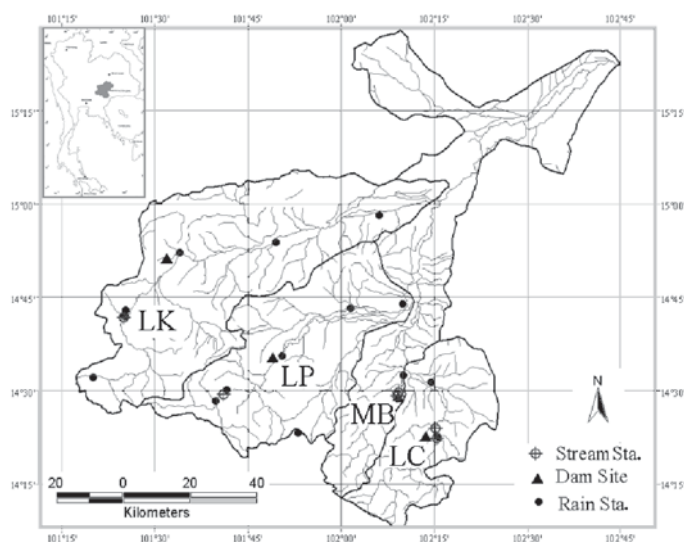 101°15' 101°30' 101°45' 102°00' 102°15' 102°30' 102°45'
15°15' 15°15'
15°00' 15°00'
14°45' 14°45'
LK
LP
14°30' 14°30'
N
MB
Stream Sta.
LC
Dam Site
20 0 20 40
Rain Sta.
14°15' 14°15'
Kilometers
101°15' 101°30' 101°45' 102°00' 102°15' 102°30' 102°45'